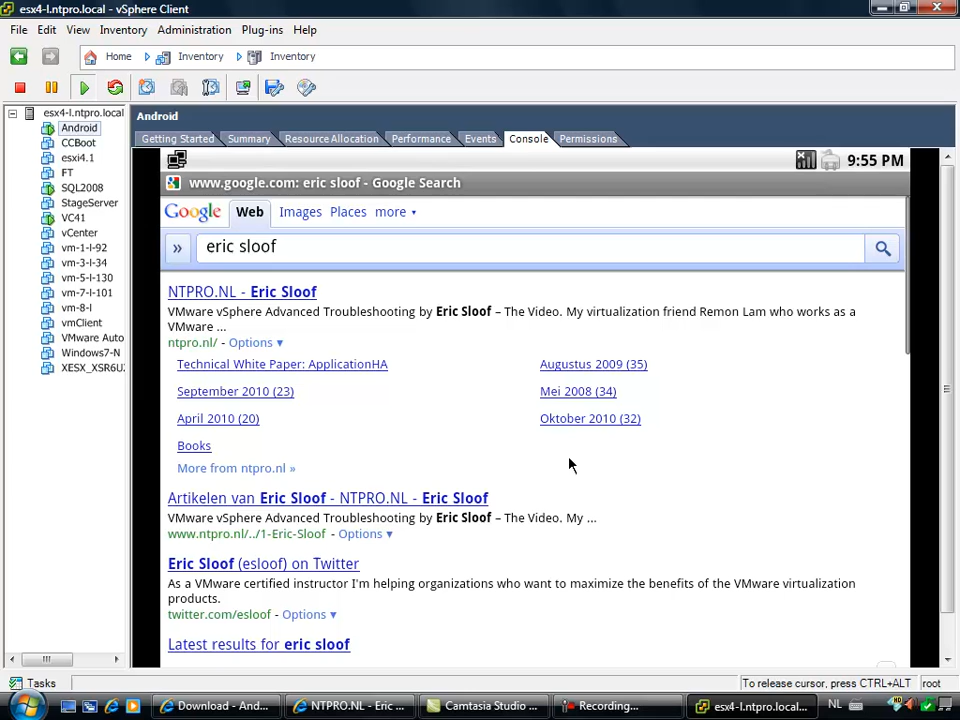 esx4-l.ntpro.local - vSphere Client
File Edit View Inventory Administration Plug-ins Help
Home Inventory Inventory
esx4-l.ntpro.local
Android
CCBoot
esxi4.1
FT
SQL2008
StageServer
VC41
vCenter
vm-1-l-92
vm-3-l-34
vm-5-l-130
vm-7-l-101
vm-8-l
vmClient
VMware Auto
Windows7-N
XESX_XSR6U
Android
Getting Started Summary Resource Allocation Performance Events Console Permissions
9:55 PM
www.google.com: eric sloof - Google Search
Google Web Images Places more ▾
» eric sloof
NTPRO.NL - Eric Sloof
VMware vSphere Advanced Troubleshooting by Eric Sloof – The Video. My virtualization friend Remon Lam who works as a
VMware ...
ntpro.nl/ - Options ▾
Technical White Paper: ApplicationHA Augustus 2009 (35)
September 2010 (23) Mei 2008 (34)
April 2010 (20) Oktober 2010 (32)
Books
More from ntpro.nl »
Artikelen van Eric Sloof - NTPRO.NL - Eric Sloof
VMware vSphere Advanced Troubleshooting by Eric Sloof – The Video. My ...
www.ntpro.nl/../1-Eric-Sloof - Options ▾
Eric Sloof (esloof) on Twitter
As a VMware certified instructor I'm helping organizations who want to maximize the benefits of the VMware virtualization
products.
twitter.com/esloof - Options ▾
Latest results for eric sloof
Tasks To release cursor, press CTRL+ALT root
Download - And... NTPRO.NL - Eric ... Camtasia Studio ... Recording... esx4-l.ntpro.local... NL 21:55